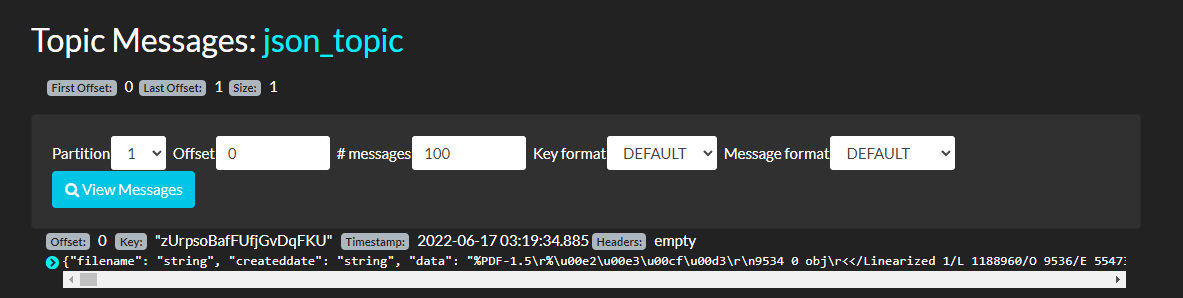 Topic Messages: json_topic
First Offset: 0 Last Offset: 1 Size: 1
Partition 1 Offset 0 # messages 100 Key format DEFAULT Message format DEFAULT
View Messages
Offset: 0 Key: "zUrpsoBafFUfjGvDqFKU" Timestamp: 2022-06-17 03:19:34.885 Headers: empty
{"filename": "string", "createddate": "string", "data": "%PDF-1.5\r%\u00e2\u00e3\u00cf\u00d3\r\n9534 0 obj\r<</Linearized 1/L 1188960/O 9536/E 55473